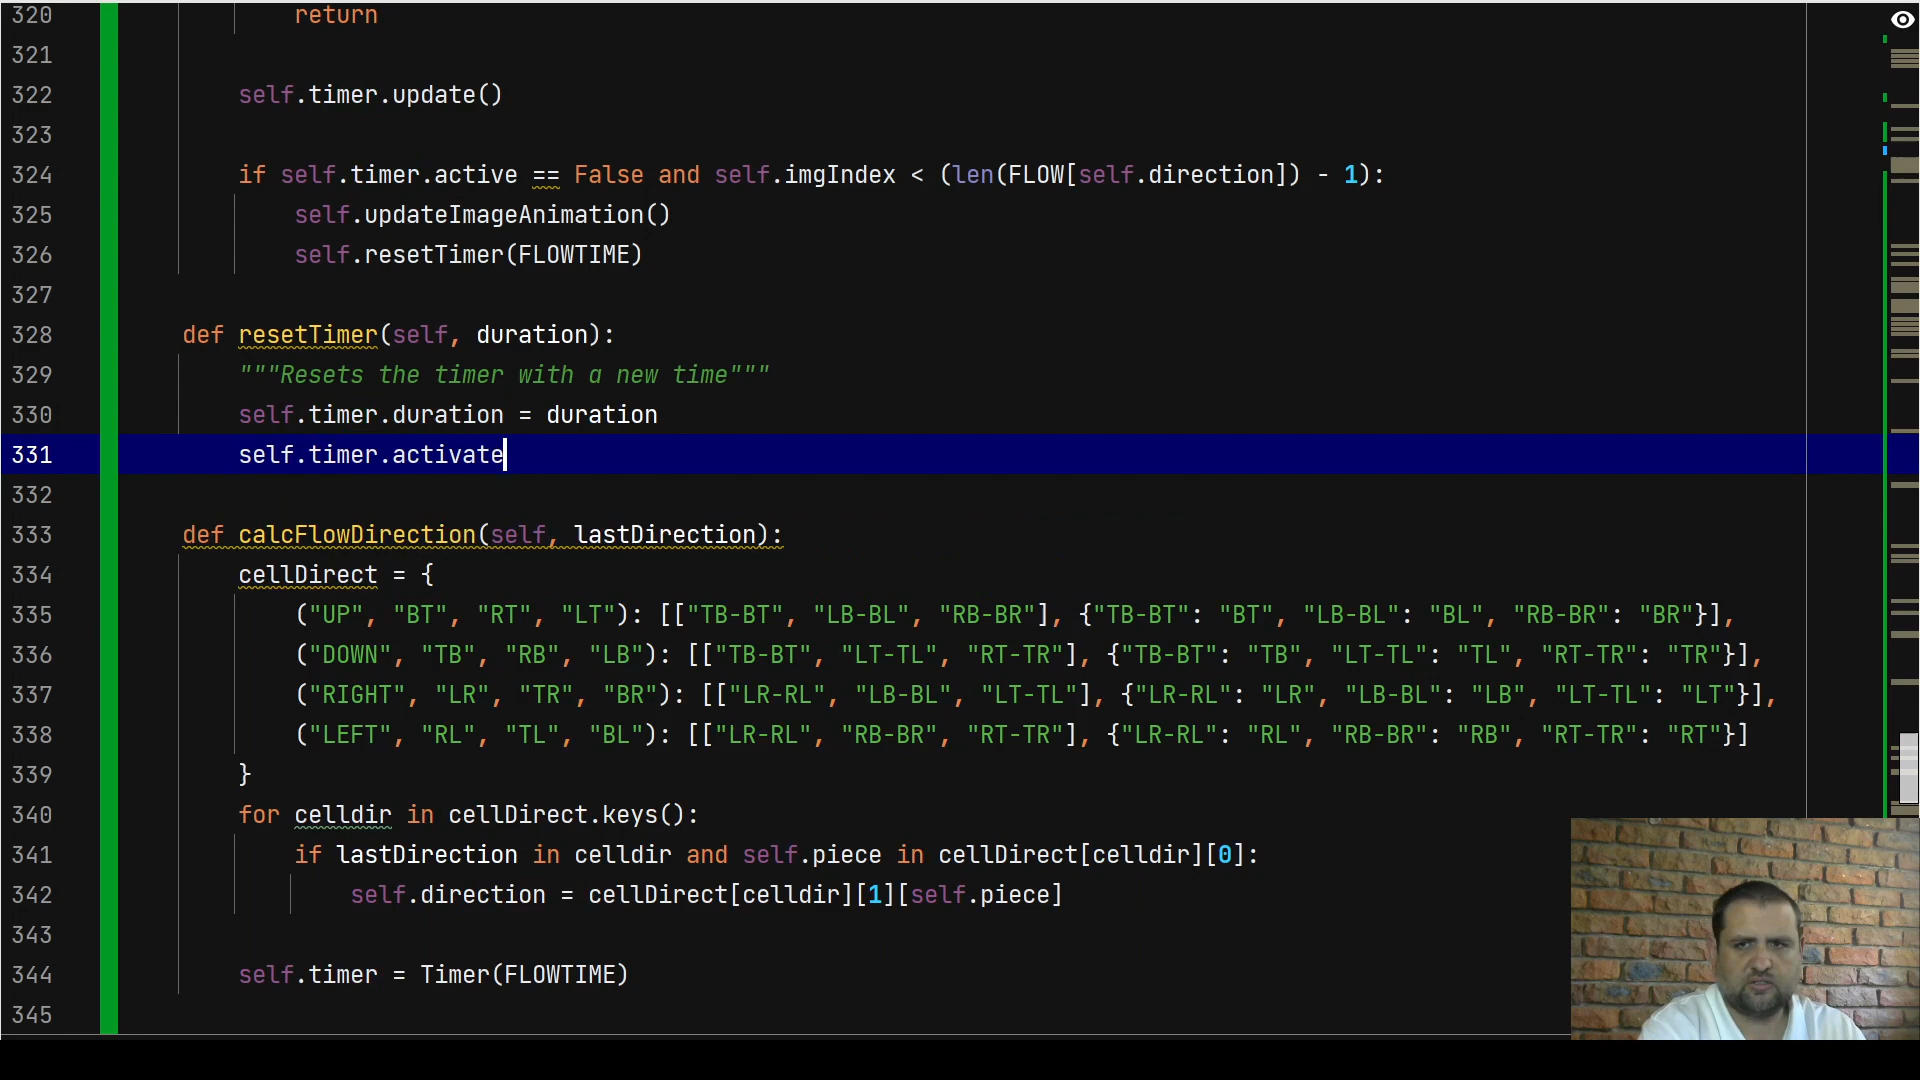 320 return
321
322 self.timer.update()
323
324 if self.timer.active == False and self.imgIndex < (len(FLOW[self.direction]) - 1):
325 self.updateImageAnimation()
326 self.resetTimer(FLOWTIME)
327
328 def resetTimer(self, duration):
329 """Resets the timer with a new time"""
330 self.timer.duration = duration
331 self.timer.activate
332
333 def calcFlowDirection(self, lastDirection):
334 cellDirect = {
335 ("UP", "BT", "RT", "LT"): [["TB-BT", "LB-BL", "RB-BR"], {"TB-BT": "BT", "LB-BL": "BL", "RB-BR": "BR"}],
336 ("DOWN", "TB", "RB", "LB"): [["TB-BT", "LT-TL", "RT-TR"], {"TB-BT": "TB", "LT-TL": "TL", "RT-TR": "TR"}],
337 ("RIGHT", "LR", "TR", "BR"): [["LR-RL", "LB-BL", "LT-TL"], {"LR-RL": "LR", "LB-BL": "LB", "LT-TL": "LT"}],
338 ("LEFT", "RL", "TL", "BL"): [["LR-RL", "RB-BR", "RT-TR"], {"LR-RL": "RL", "RB-BR": "RB", "RT-TR": "RT"}]
339 }
340 for celldir in cellDirect.keys():
341 if lastDirection in celldir and self.piece in cellDirect[celldir][0]:
342 self.direction = cellDirect[celldir][1][self.piece]
343
344 self.timer = Timer(FLOWTIME)
345